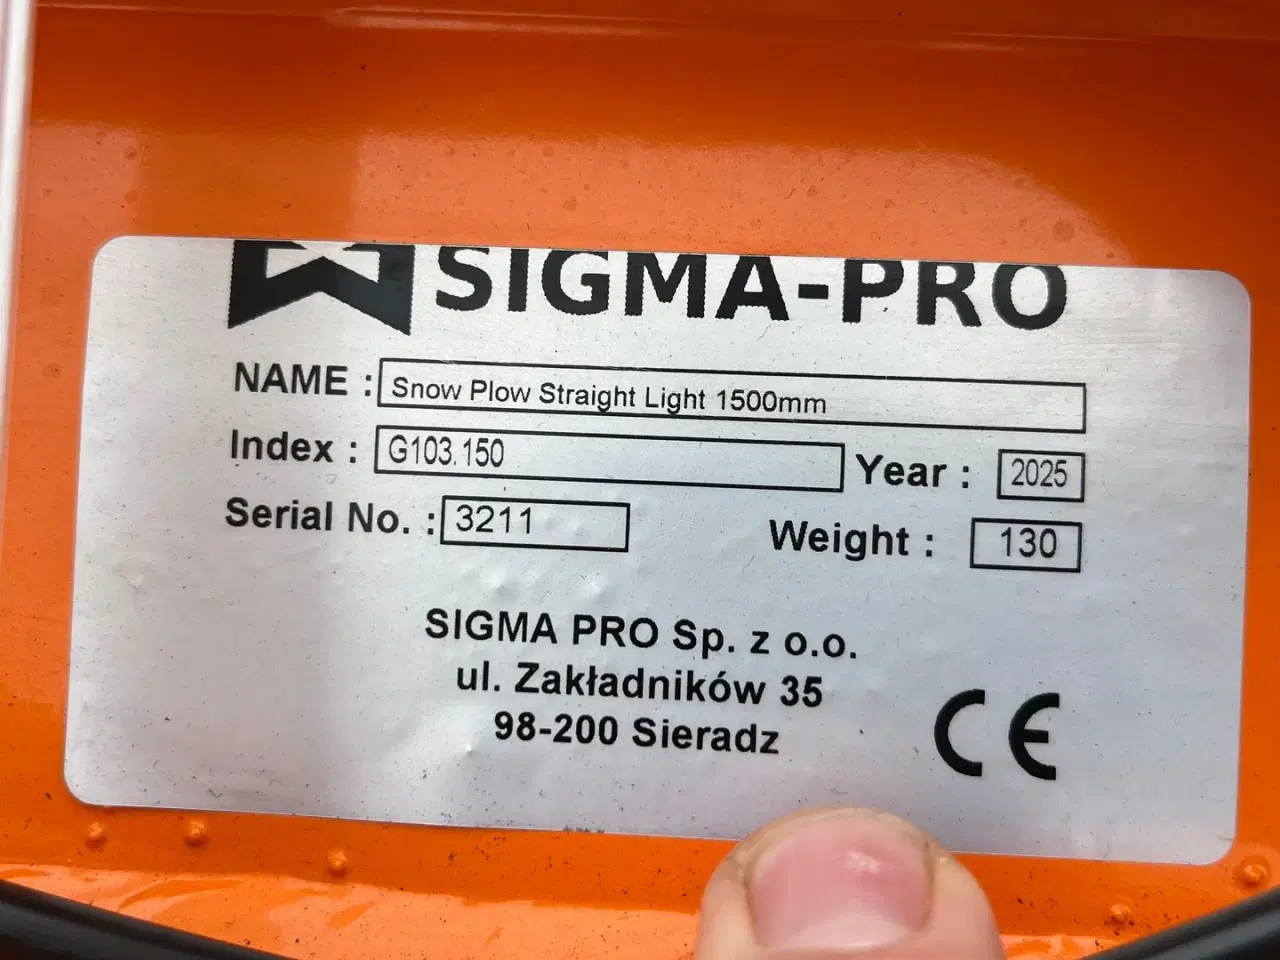 SIGMA-PRO
NAME : Snow Plow Straight Light 1500mm
Index : G103.150 Year : 2025
Serial No. : 3211 Weight : 130
SIGMA PRO Sp. z o.o.
ul. Zakładników 35
98-200 Sieradz
CE